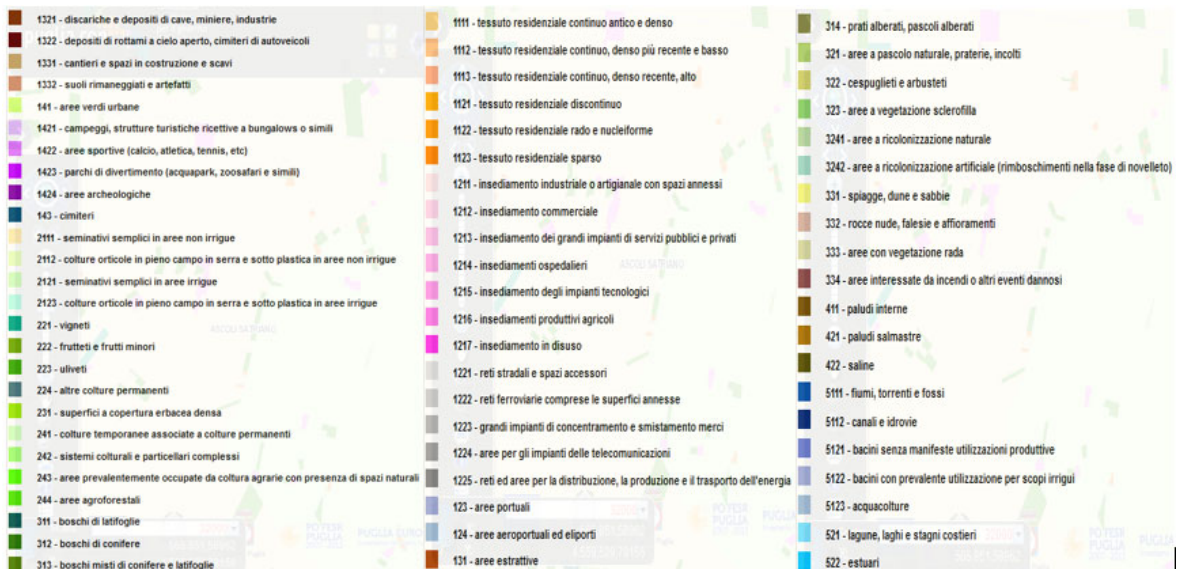 1321 - discariche e depositi di cave, miniere, industrie
1322 - depositi di rottami a cielo aperto, cimiteri di autoveicoli
1331 - cantieri e spazi in costruzione e scavi
1332 - suoli rimaneggiati e artefatti
141 - aree verdi urbane
1421 - campeggi, strutture turistiche ricettive a bungalows o simili
1422 - aree sportive (calcio, atletica, tennis, etc)
1423 - parchi di divertimento (acquapark, zoosafari e simili)
1424 - aree archeologiche
143 - cimiteri
2111 - seminativi semplici in aree non irrigue
2112 - colture orticole in pieno campo in serra e sotto plastica in aree non irrigue
2121 - seminativi semplici in aree irrigue
2123 - colture orticole in pieno campo in serra e sotto plastica in aree irrigue
221 - vigneti
222 - frutteti e frutti minori
223 - uliveti
224 - altre colture permanenti
231 - superfici a copertura erbacea densa
241 - colture temporanee associate a colture permanenti
242 - sistemi colturali e particellari complessi
243 - aree prevalentemente occupate da coltura agrarie con presenza di spazi naturali
244 - aree agroforestali
311 - boschi di latifoglie
312 - boschi di conifere
313 - boschi misti di conifere e latifoglie
1111 - tessuto residenziale continuo antico e denso
1112 - tessuto residenziale continuo, denso più recente e basso
1113 - tessuto residenziale continuo, denso recente, alto
1121 - tessuto residenziale discontinuo
1122 - tessuto residenziale rado e nucleiforme
1123 - tessuto residenziale sparso
1211 - insediamento industriale o artigianale con spazi annessi
1212 - insediamento commerciale
1213 - insediamento dei grandi impianti di servizi pubblici e privati
1214 - insediamenti ospedalieri
1215 - insediamento degli impianti tecnologici
1216 - insediamenti produttivi agricoli
1217 - insediamento in disuso
1221 - reti stradali e spazi accessori
1222 - reti ferroviarie comprese le superfici annesse
1223 - grandi impianti di concentramento e smistamento merci
1224 - aree per gli impianti delle telecomunicazioni
1225 - reti ed aree per la distribuzione, la produzione e il trasporto dell'energia
123 - aree portuali
124 - aree aeroportuali ed eliporti
131 - aree estrattive
314 - prati alberati, pascoli alberati
321 - aree a pascolo naturale, praterie, incolti
322 - cespuglieti e arbusteti
323 - aree a vegetazione sclerofilla
3241 - aree a ricolonizzazione naturale
3242 - aree a ricolonizzazione artificiale (rimboschimenti nella fase di novelleto)
331 - spiagge, dune e sabbie
332 - rocce nude, falesie e affioramenti
333 - aree con vegetazione rada
334 - aree interessate da incendi o altri eventi dannosi
411 - paludi interne
421 - paludi salmastre
422 - saline
5111 - fiumi, torrenti e fossi
5112 - canali e idrovie
5121 - bacini senza manifeste utilizzazioni produttive
5122 - bacini con prevalente utilizzazione per scopi irrigui
5123 - acquacolture
521 - lagune, laghi e stagni costieri
522 - estuari
ASCOLI SATRIANO
ASCOLI SATRIANO
PO FESR
PUGLIA
PUGLIA